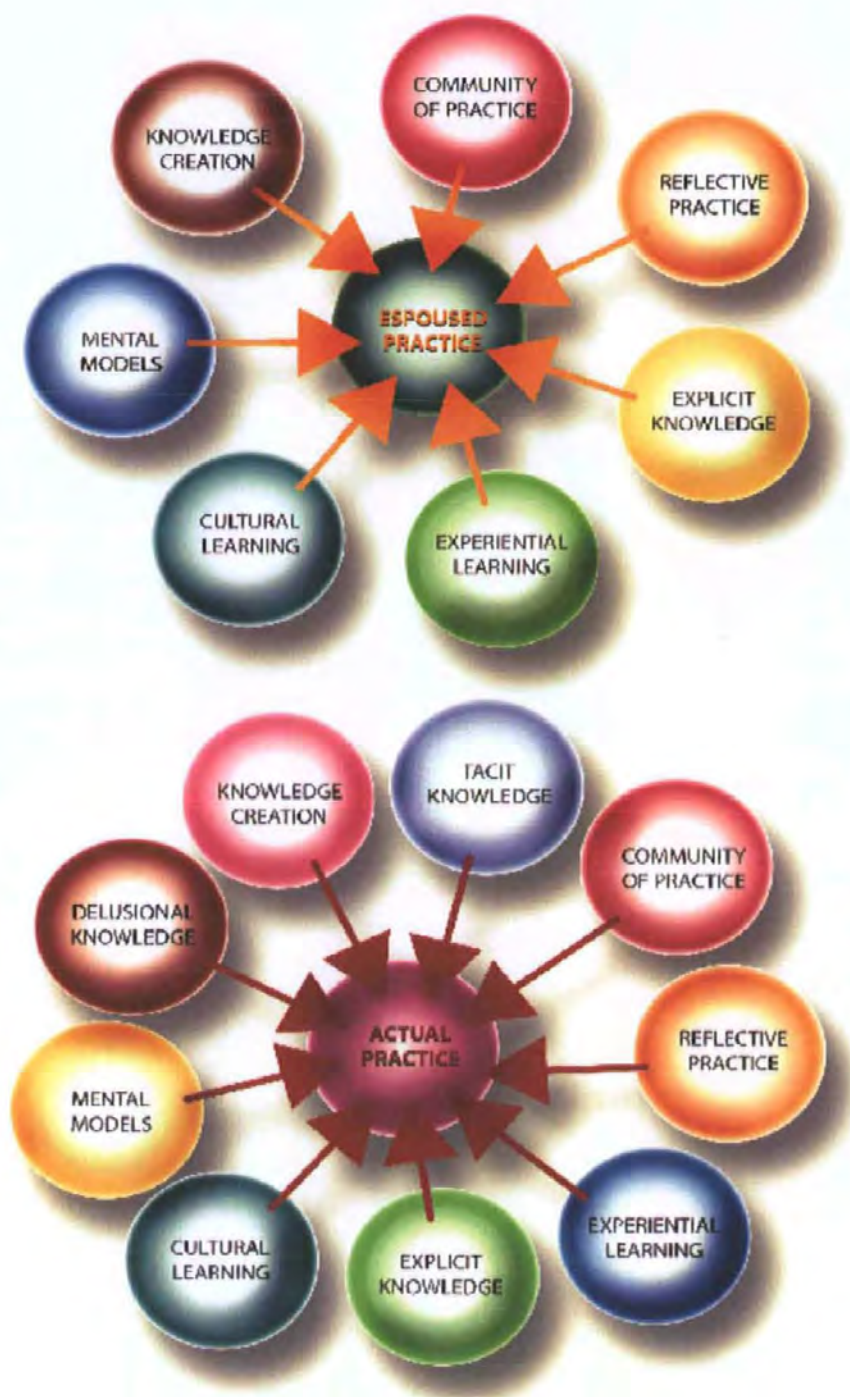 COMMUNITY
OF PRACTICE
KNOWLEDGE
CREATION
REFLECTIVE
PRACTICE
ESPOUSED
PRACTICE
MENTAL
MODELS
EXPLICIT
KNOWLEDGE
CULTURAL
LEARNING
EXPERIENTIAL
LEARNING
TACIT
KNOWLEDGE
KNOWLEDGE
CREATION
COMMUNITY
OF PRACTICE
DELUSIONAL
KNOWLEDGE
ACTUAL
PRACTICE
REFLECTIVE
PRACTICE
MENTAL
MODELS
EXPERIENTIAL
LEARNING
CULTURAL
LEARNING
EXPLICIT
KNOWLEDGE